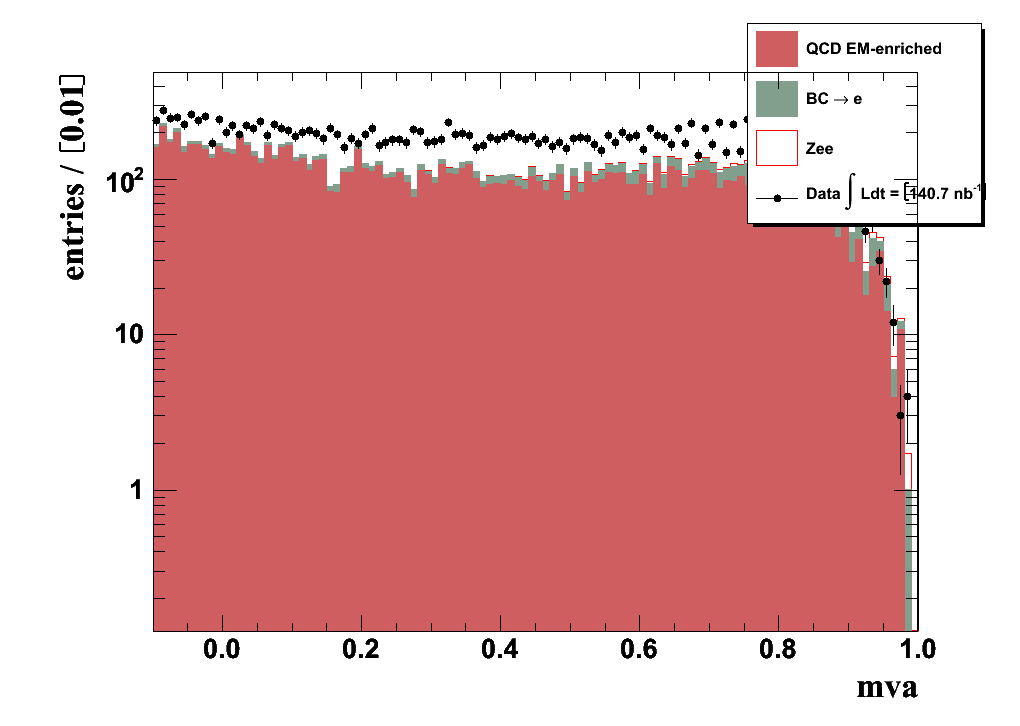 QCD EM-enriched
BC → e
Zee
Data ∫ Ldt = [140.7 nb⁻¹]
entries / [0.01]
10²
10
1
0.0 0.2 0.4 0.6 0.8 1.0
mva